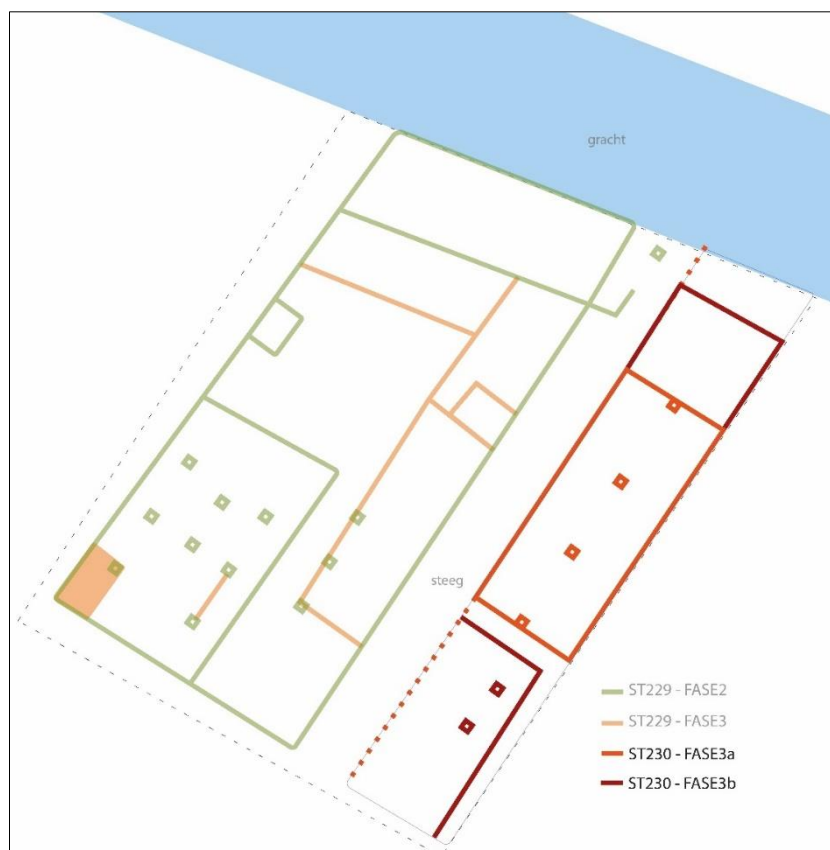 gracht
steeg
ST229 - FASE2
ST229 - FASE3
ST230 - FASE3a
ST230 - FASE3b